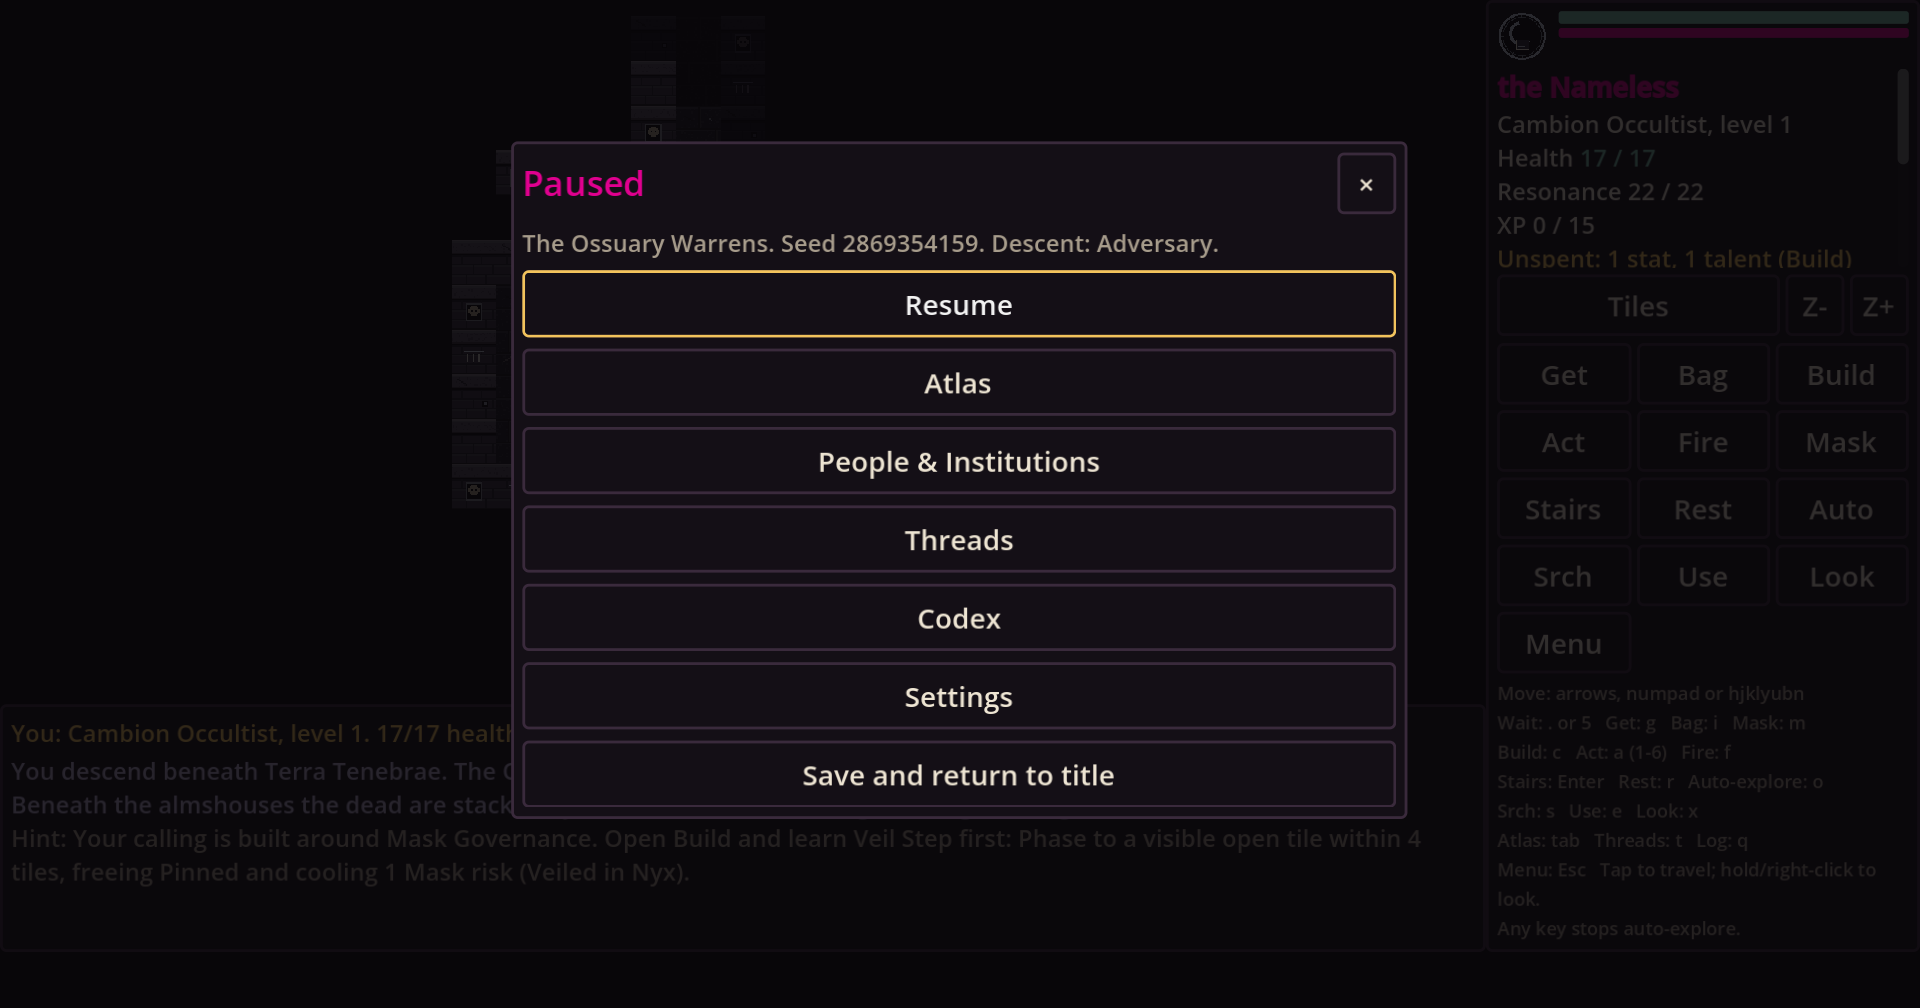 Paused
×
The Ossuary Warrens. Seed 2869354159. Descent: Adversary.
Resume
Atlas
People & Institutions
Threads
Codex
Settings
Save and return to title
the Nameless
Cambion Occultist, level 1
Health 17 / 17
Resonance 22 / 22
XP 0 / 15
Unspent: 1 stat, 1 talent (Build)
Tiles Z- Z+
Get Bag Build
Act Fire Mask
Stairs Rest Auto
Srch Use Look
Menu
Move: arrows, numpad or hjklyubn
Wait: . or 5 Get: g Bag: i Mask: m
Build: c Act: a (1-6) Fire: f
Stairs: Enter Rest: r Auto-explore: o
Srch: s Use: e Look: x
Atlas: tab Threads: t Log: q
Menu: Esc Tap to travel; hold/right-click to
look.
Any key stops auto-explore.
You: Cambion Occultist, level 1. 17/17 health
You descend beneath Terra Tenebrae. The
Beneath the almshouses the dead are stack
Hint: Your calling is built around Mask Governance. Open Build and learn Veil Step first: Phase to a visible open tile within 4
tiles, freeing Pinned and cooling 1 Mask risk (Veiled in Nyx).